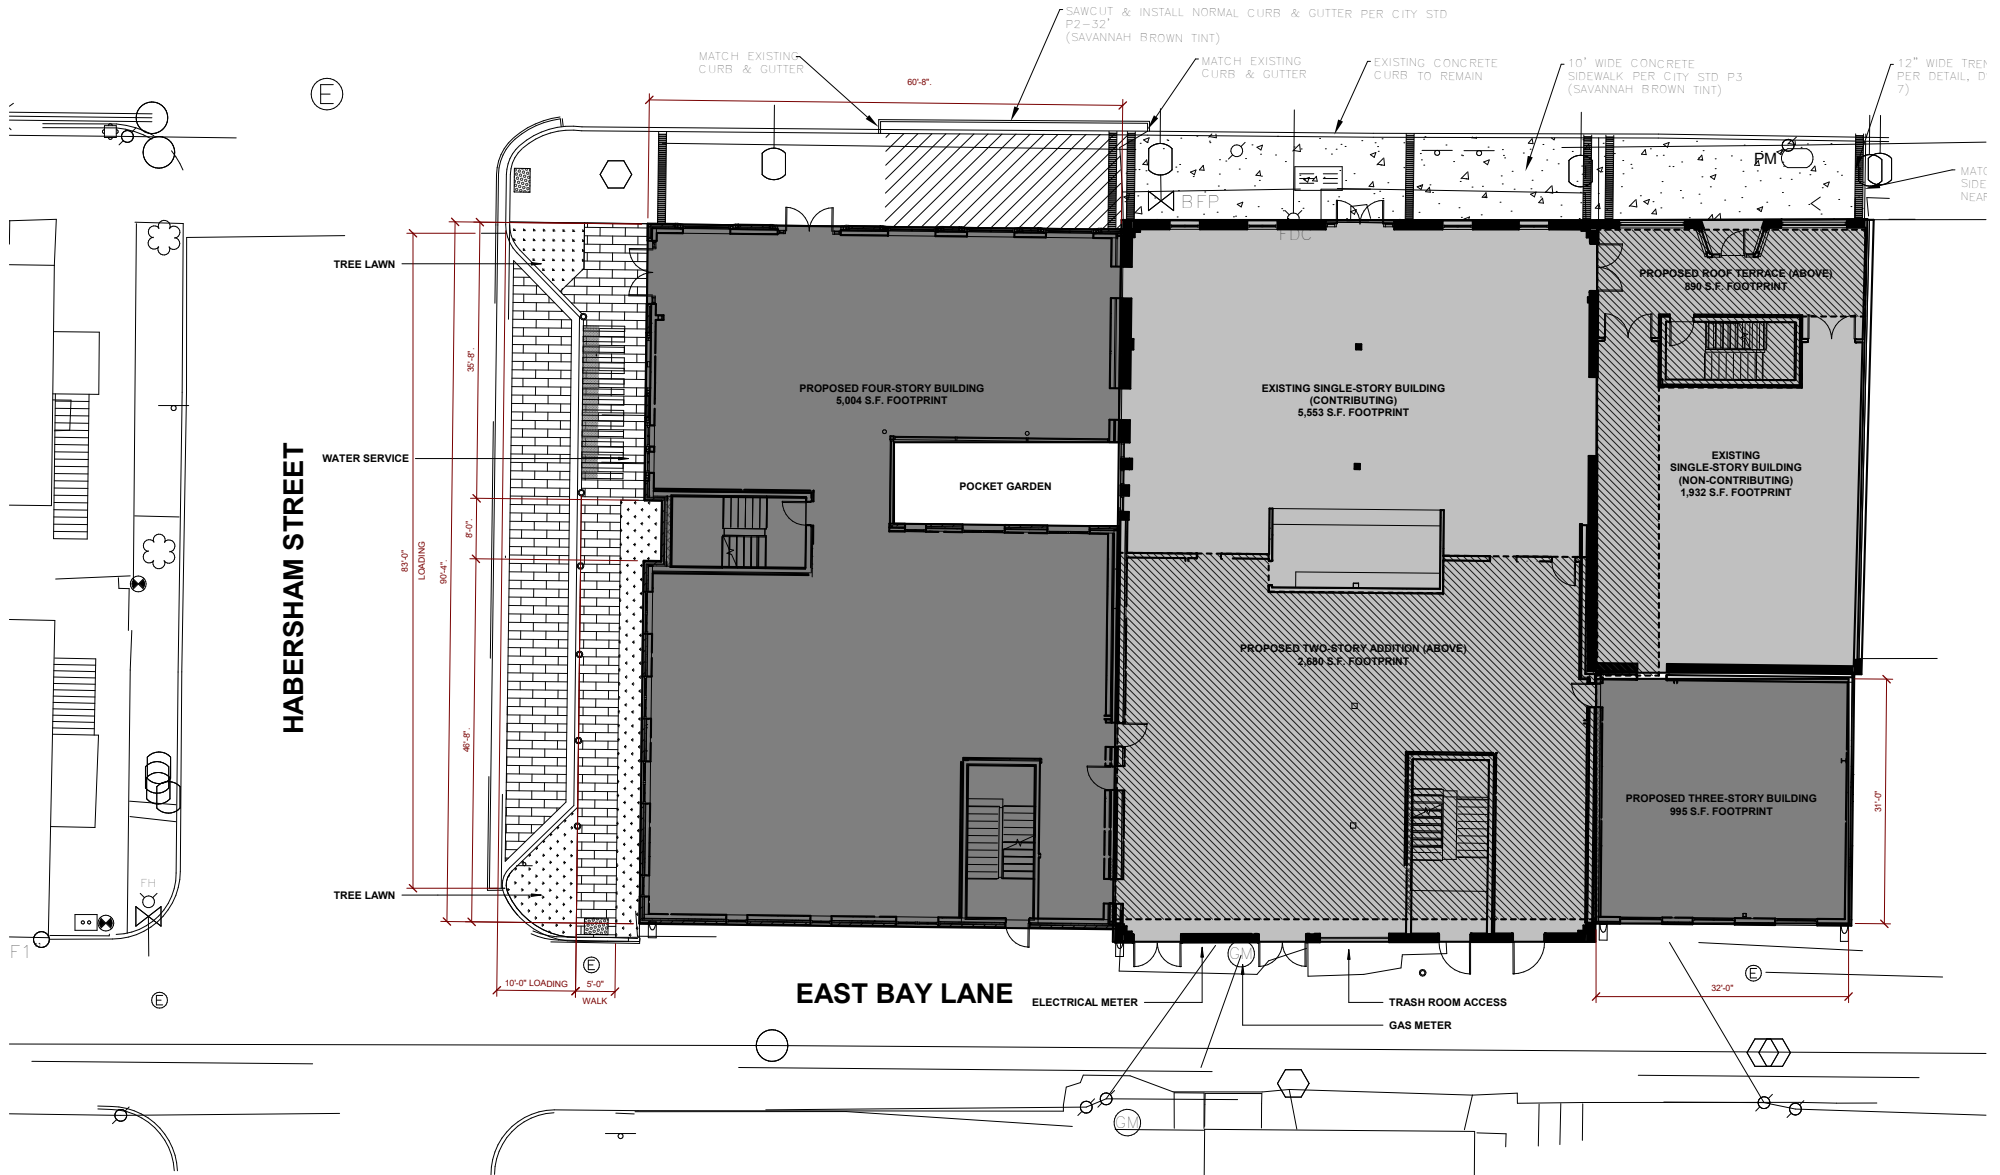 SAWCUT & INSTALL NORMAL CURB & GUTTER PER CITY STD
P2-32'
(SAVANNAH BROWN TINT)
MATCH EXISTING
CURB & GUTTER
60'-8".
MATCH EXISTING
CURB & GUTTER
EXISTING CONCRETE
CURB TO REMAIN
10' WIDE CONCRETE
SIDEWALK PER CITY STD P3
(SAVANNAH BROWN TINT)
12" WIDE TREN
PER DETAIL, D
7)
E
PM
MATC
SIDE
NEAR
BFP
FDC
TREE LAWN
PROPOSED ROOF TERRACE (ABOVE)
890 S.F. FOOTPRINT
35'-8".
PROPOSED FOUR-STORY BUILDING
5,004 S.F. FOOTPRINT
EXISTING SINGLE-STORY BUILDING
(CONTRIBUTING)
5,553 S.F. FOOTPRINT
WATER SERVICE
POCKET GARDEN
EXISTING
SINGLE-STORY BUILDING
(NON-CONTRIBUTING)
1,932 S.F. FOOTPRINT
HABERSHAM STREET
83'-0"
LOADING
90'-4".
8'-0".
46'-8".
PROPOSED TWO-STORY ADDITION (ABOVE)
2,680 S.F. FOOTPRINT
PROPOSED THREE-STORY BUILDING
995 S.F. FOOTPRINT
31'-0"
FH
TREE LAWN
F1
E
E
10'-0" LOADING
5'-0"
WALK
EAST BAY LANE
ELECTRICAL METER
GM
TRASH ROOM ACCESS
GAS METER
E
32'-0"
GM